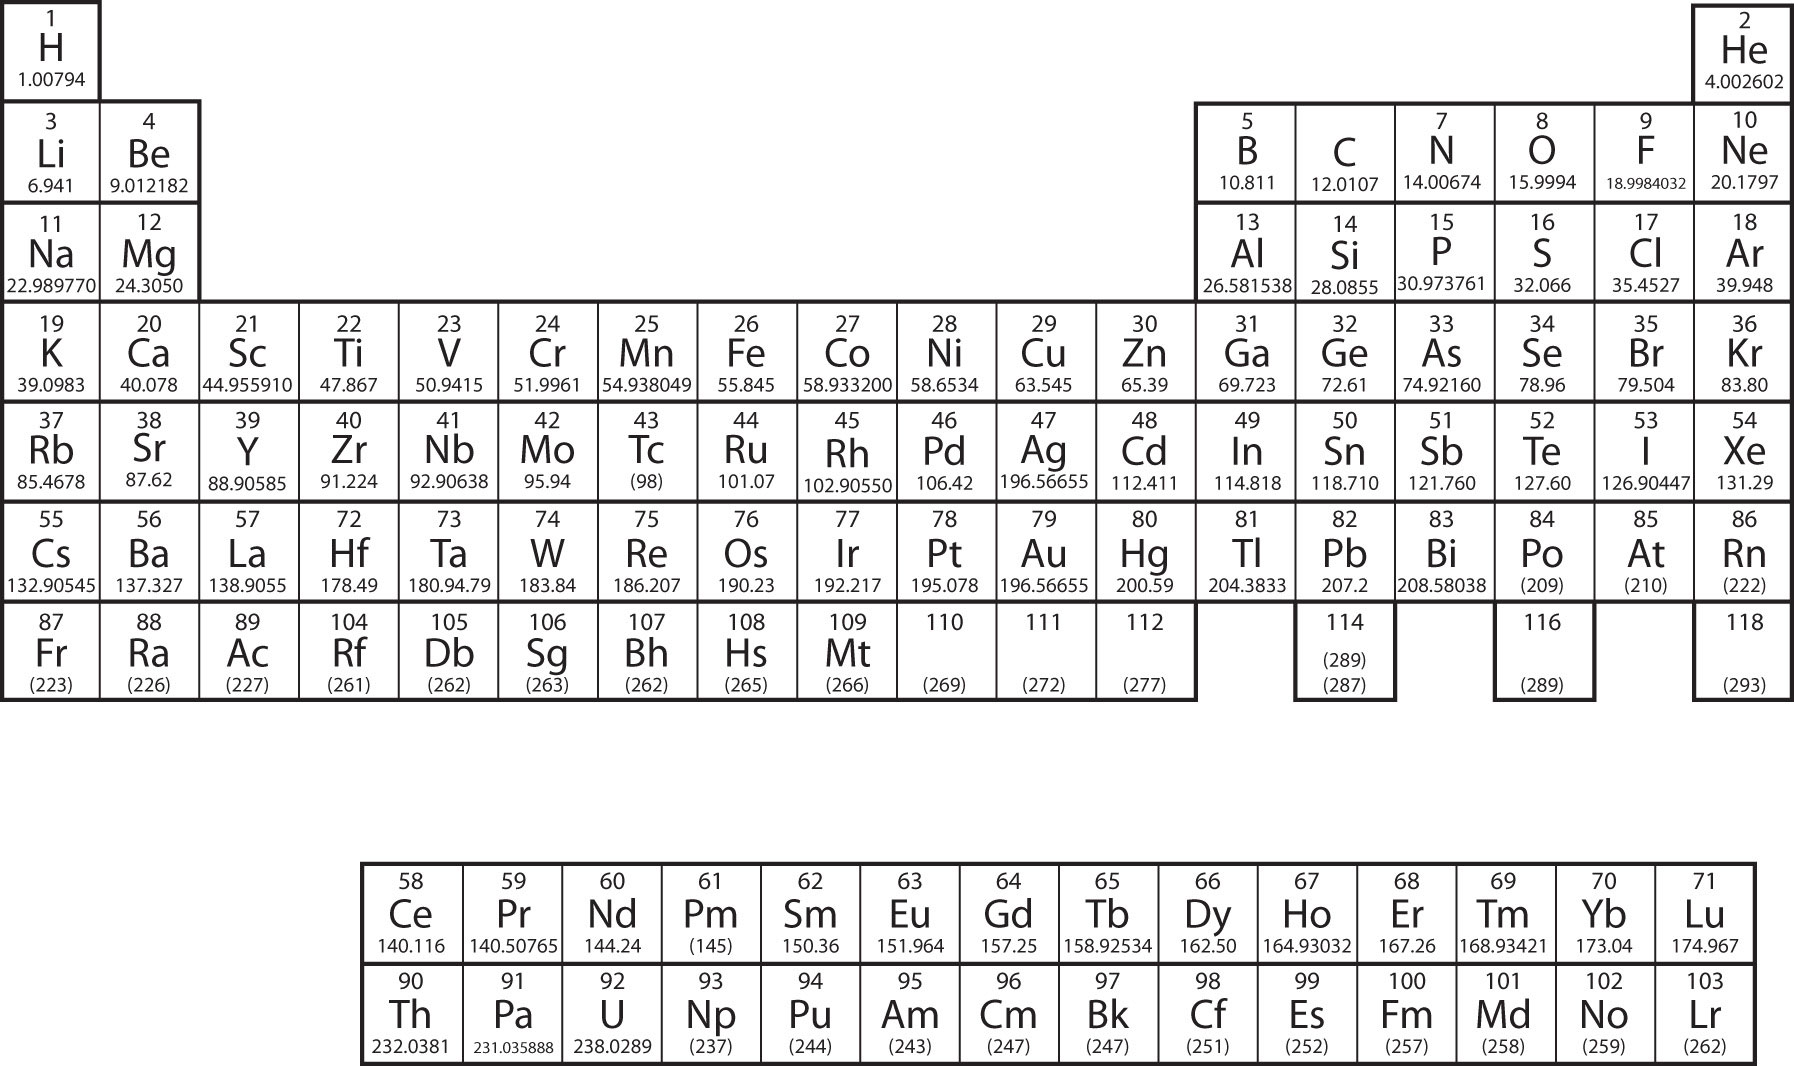 1 2
H He
1.00794 4.002602
3 4 5 7 8 9 10
Li Be B C N O F Ne
6.941 9.012182 10.811 12.0107 14.00674 15.9994 18.9984032 20.1797
11 12 13 14 15 16 17 18
Na Mg Al Si P S Cl Ar
22.989770 24.3050 26.581538 28.0855 30.973761 32.066 35.4527 39.948
19 20 21 22 23 24 25 26 27 28 29 30 31 32 33 34 35 36
K Ca Sc Ti V Cr Mn Fe Co Ni Cu Zn Ga Ge As Se Br Kr
39.0983 40.078 44.955910 47.867 50.9415 51.9961 54.938049 55.845 58.933200 58.6534 63.545 65.39 69.723 72.61 74.92160 78.96 79.504 83.80
37 38 39 40 41 42 43 44 45 46 47 48 49 50 51 52 53 54
Rb Sr Y Zr Nb Mo Tc Ru Rh Pd Ag Cd In Sn Sb Te I Xe
85.4678 87.62 88.90585 91.224 92.90638 95.94 (98) 101.07 102.90550 106.42 196.56655 112.411 114.818 118.710 121.760 127.60 126.90447 131.29
55 56 57 72 73 74 75 76 77 78 79 80 81 82 83 84 85 86
Cs Ba La Hf Ta W Re Os Ir Pt Au Hg Tl Pb Bi Po At Rn
132.90545 137.327 138.9055 178.49 180.94.79 183.84 186.207 190.23 192.217 195.078 196.56655 200.59 204.3833 207.2 208.58038 (209) (210) (222)
87 88 89 104 105 106 107 108 109 110 111 112 114 116 118
Fr Ra Ac Rf Db Sg Bh Hs Mt (289)
(223) (226) (227) (261) (262) (263) (262) (265) (266) (269) (272) (277) (287) (289) (293)
58 59 60 61 62 63 64 65 66 67 68 69 70 71
Ce Pr Nd Pm Sm Eu Gd Tb Dy Ho Er Tm Yb Lu
140.116 140.50765 144.24 (145) 150.36 151.964 157.25 158.92534 162.50 164.93032 167.26 168.93421 173.04 174.967
90 91 92 93 94 95 96 97 98 99 100 101 102 103
Th Pa U Np Pu Am Cm Bk Cf Es Fm Md No Lr
232.0381 231.035888 238.0289 (237) (244) (243) (247) (247) (251) (252) (257) (258) (259) (262)